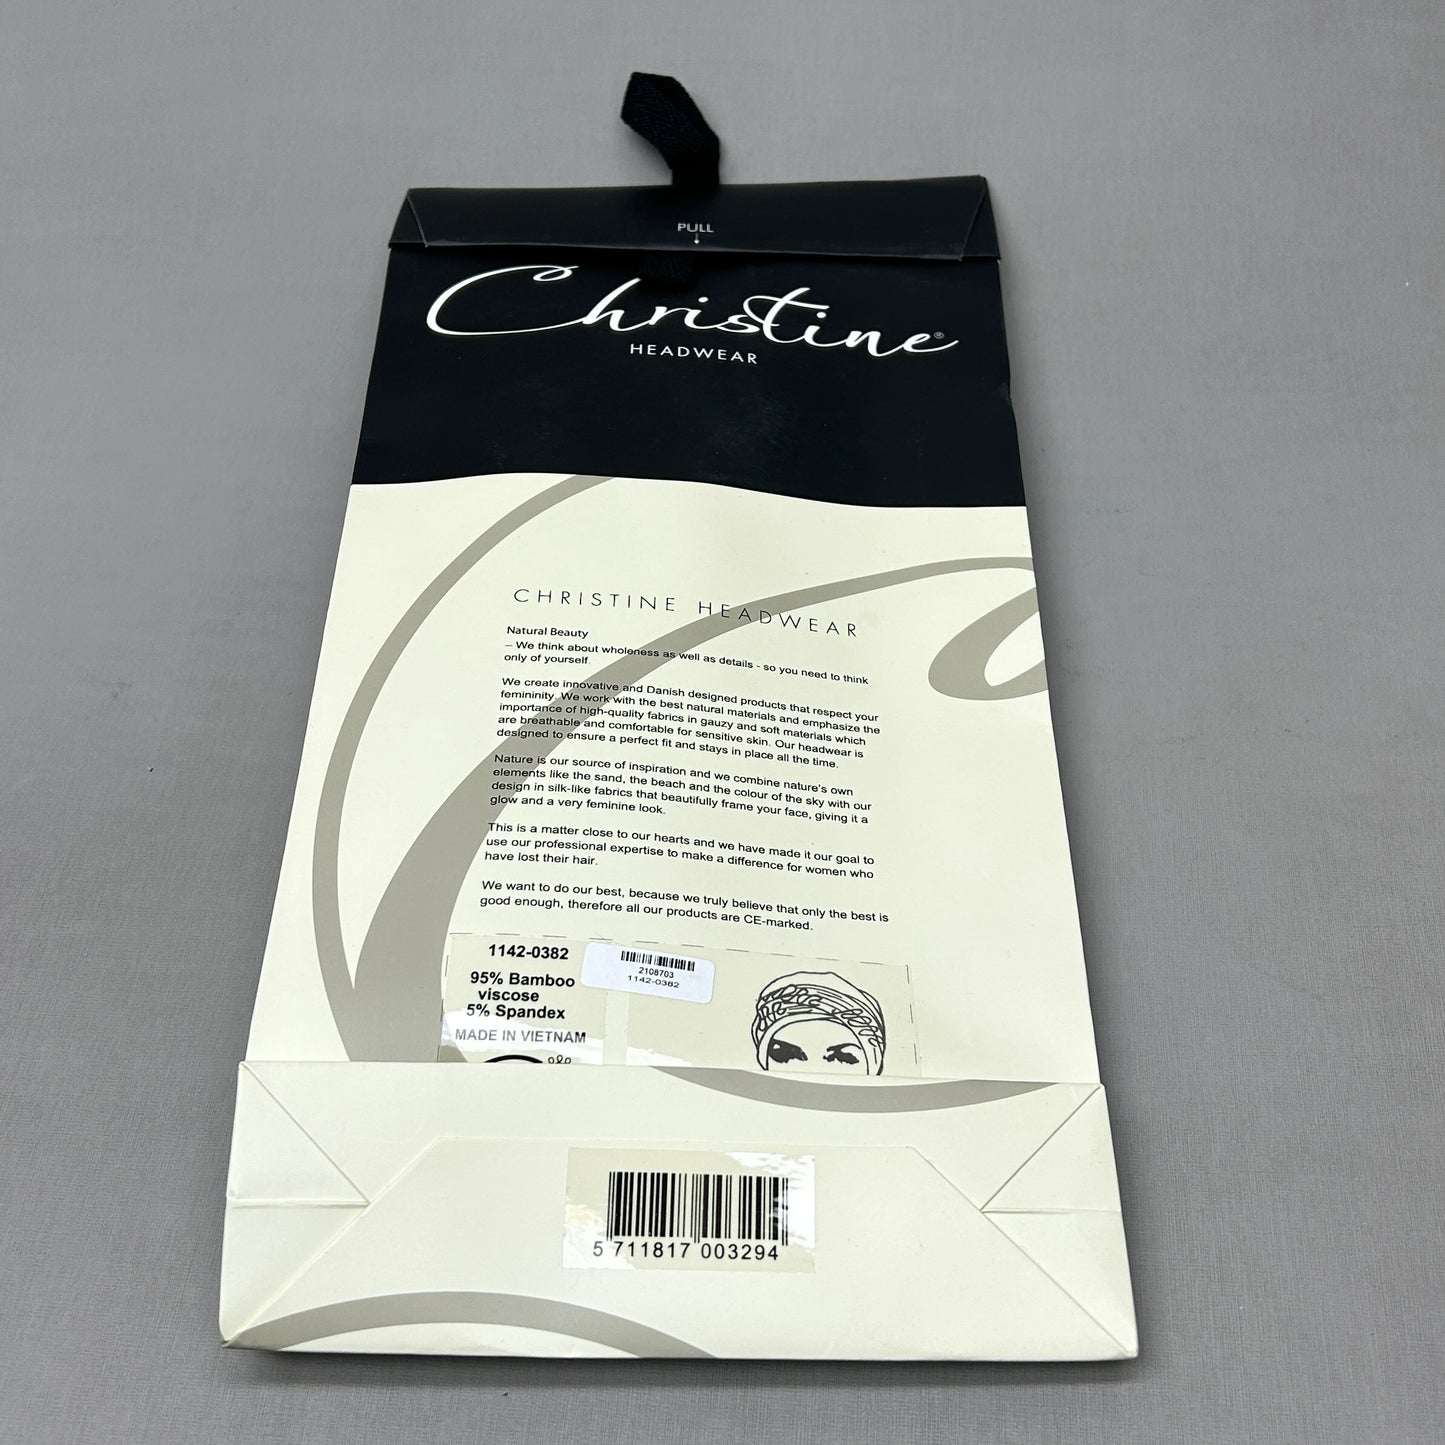 PULL
Christine®
HEADWEAR
CHRISTINE HEADWEAR
Natural Beauty
– We think about wholeness as well as details - so you need to think
only of yourself.
We create innovative and Danish designed products that respect your
femininity. We work with the best natural materials and emphasize the
importance of high-quality fabrics in gauzy and soft materials which
are breathable and comfortable for sensitive skin. Our headwear is
designed to ensure a perfect fit and stays in place all the time.
Nature is our source of inspiration and we combine nature's own
elements like the sand, the beach and the colour of the sky with our
design in silk-like fabrics that beautifully frame your face, giving it a
glow and a very feminine look.
This is a matter close to our hearts and we have made it our goal to
use our professional expertise to make a difference for women who
have lost their hair.
We want to do our best, because we truly believe that only the best is
good enough, therefore all our products are CE-marked.
1142-0382
95% Bamboo
viscose
5% Spandex
MADE IN VIETNAM
2108703
1142-0382
5 711817 003294